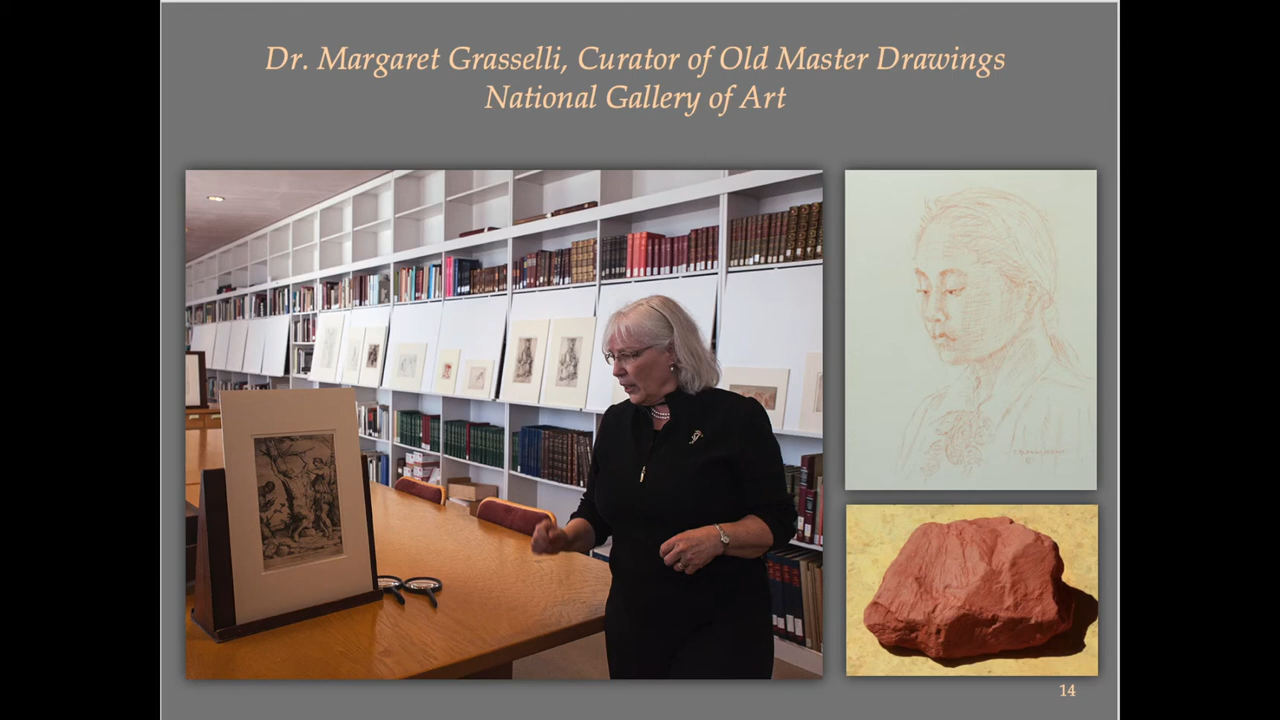 Dr. Margaret Grasselli, Curator of Old Master Drawings
National Gallery of Art
14